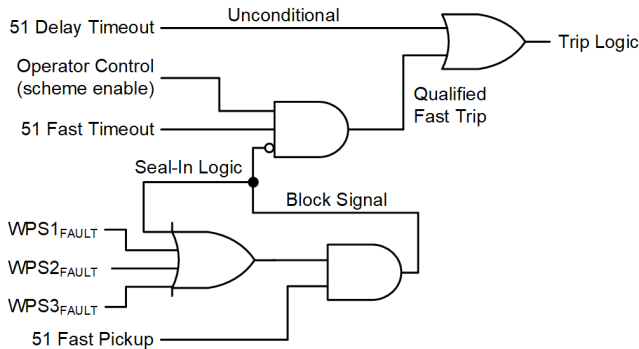 Unconditional
51 Delay Timeout
Trip Logic
Operator Control
(scheme enable)
Qualified
Fast Trip
51 Fast Timeout
Seal-In Logic
Block Signal
WPS1FAULT
WPS2FAULT
WPS3FAULT
51 Fast Pickup